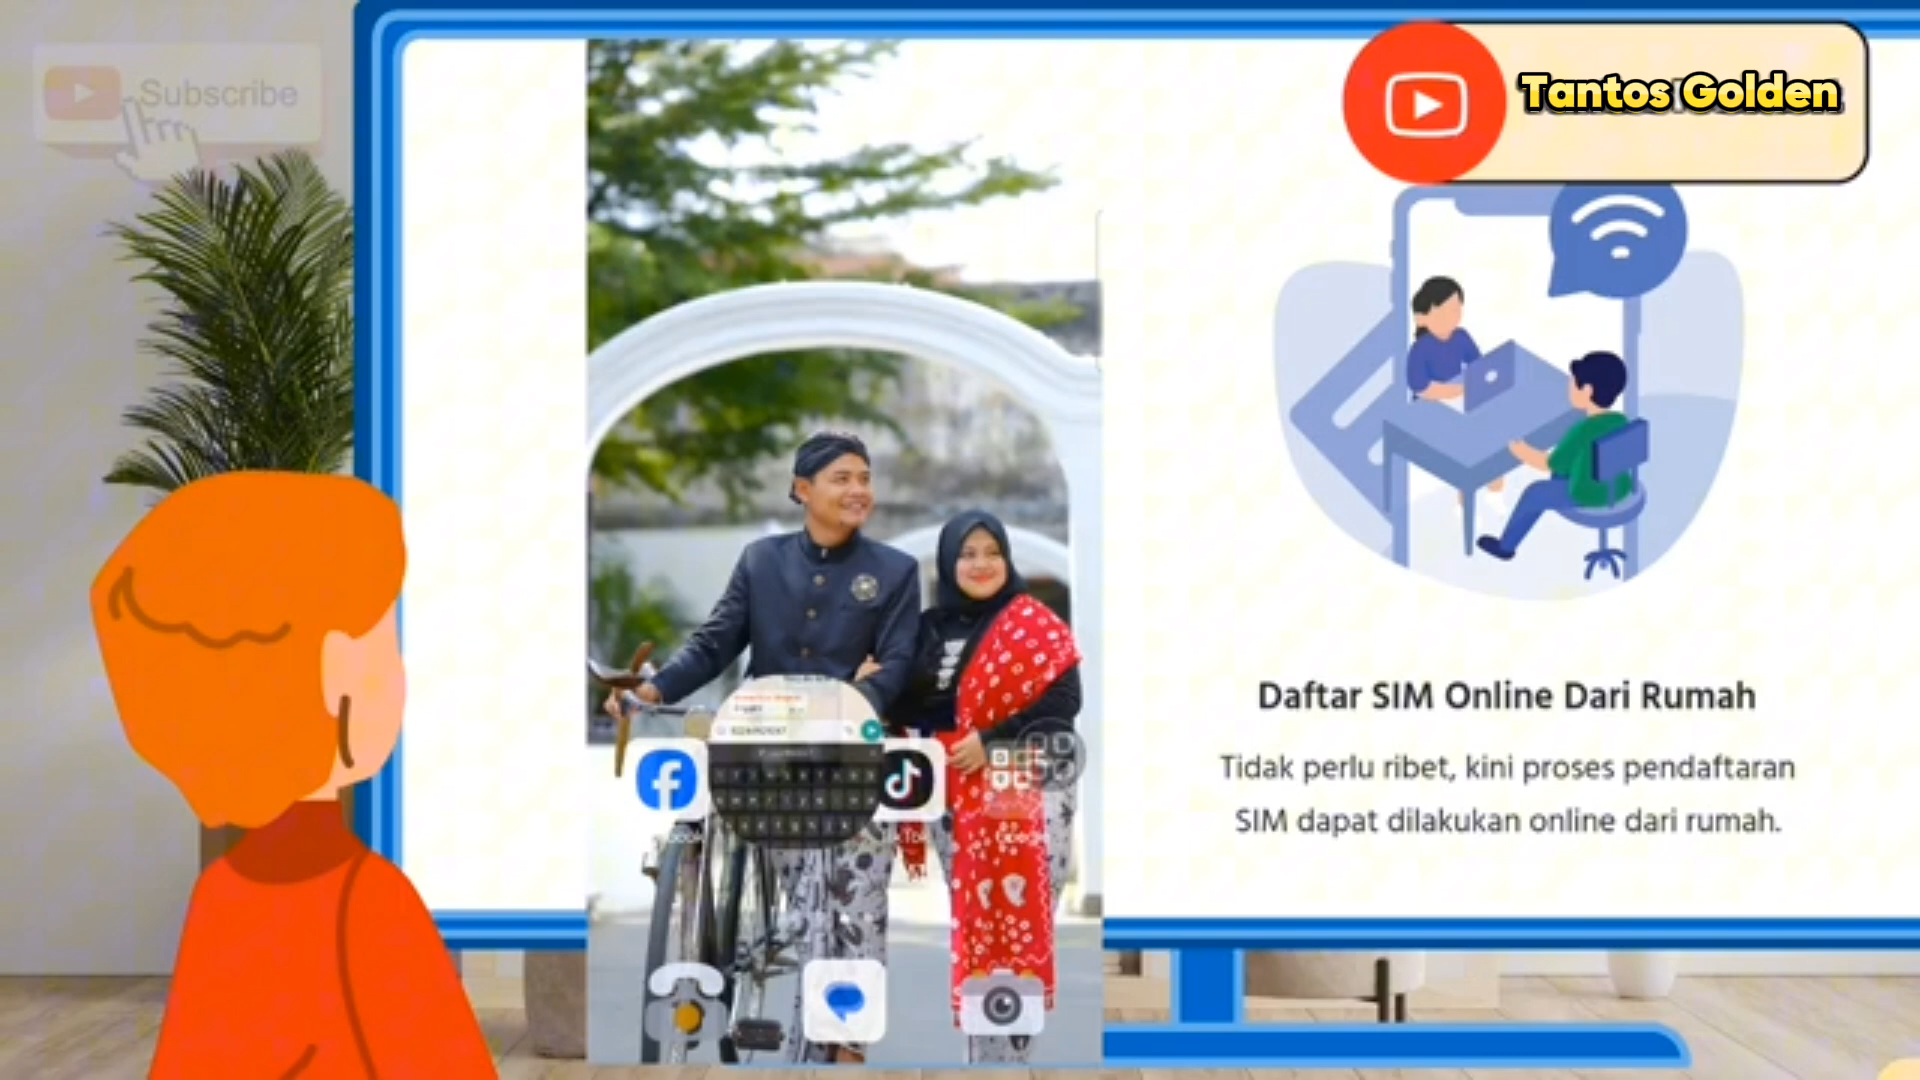 Subscribe
Tantos Golden
Daftar SIM Online Dari Rumah
Tidak perlu ribet, kini proses pendaftaran
SIM dapat dilakukan online dari rumah.